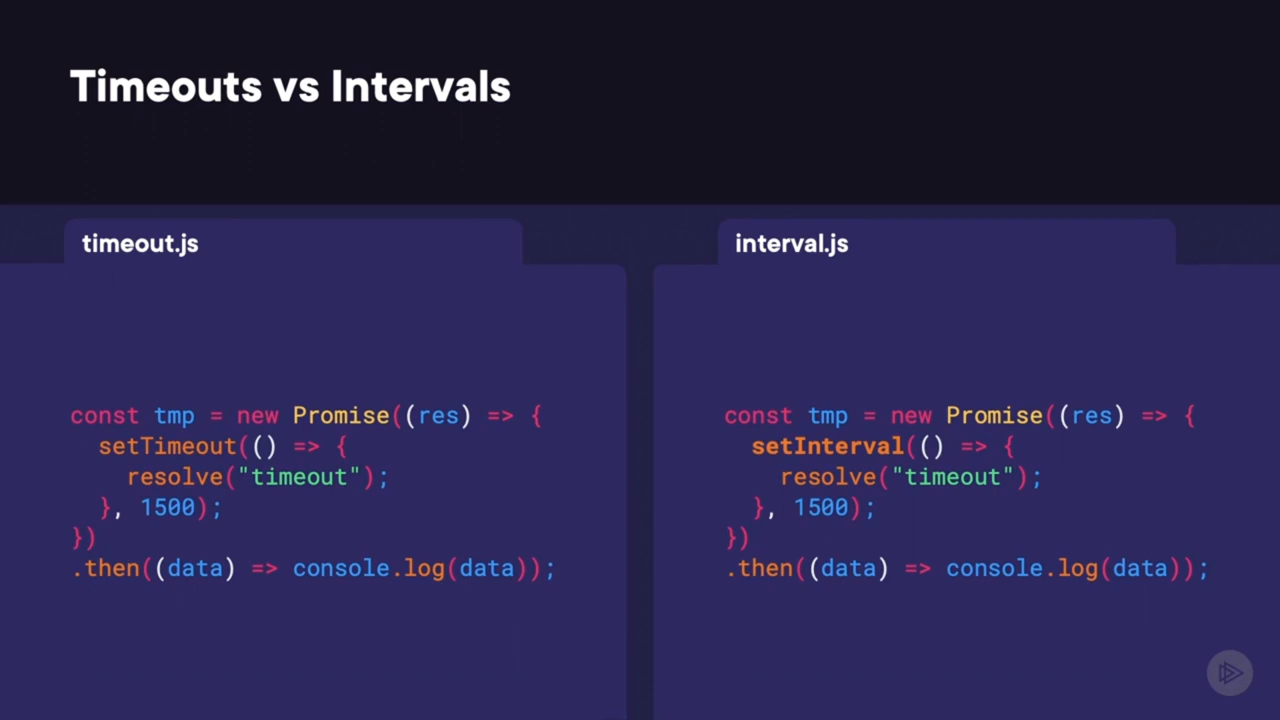 Timeouts vs Intervals
timeout.js
const tmp = new Promise((res) => {
  setTimeout(() => {
    resolve("timeout");
  }, 1500);
})
.then((data) => console.log(data));
interval.js
const tmp = new Promise((res) => {
  setInterval(() => {
    resolve("timeout");
  }, 1500);
})
.then((data) => console.log(data));